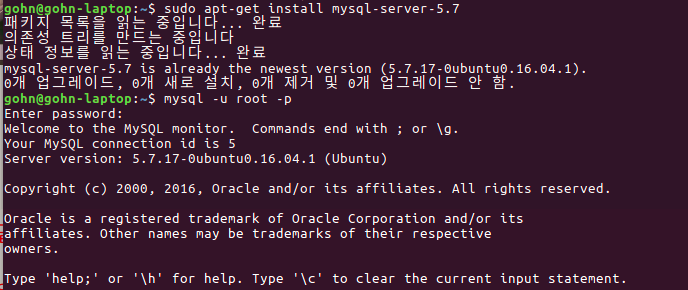 gohn@gohn-laptop:~$ sudo apt-get install mysql-server-5.7
패키지 목록을 읽는 중입니다... 완료
의존성 트리를 만드는 중입니다
상태 정보를 읽는 중입니다... 완료
mysql-server-5.7 is already the newest version (5.7.17-0ubuntu0.16.04.1).
0개 업그레이드, 0개 새로 설치, 0개 제거 및 0개 업그레이드 안 함.
gohn@gohn-laptop:~$ mysql -u root -p
Enter password:
Welcome to the MySQL monitor.  Commands end with ; or \g.
Your MySQL connection id is 5
Server version: 5.7.17-0ubuntu0.16.04.1 (Ubuntu)
Copyright (c) 2000, 2016, Oracle and/or its affiliates. All rights reserved.
Oracle is a registered trademark of Oracle Corporation and/or its
affiliates. Other names may be trademarks of their respective
owners.
Type 'help;' or '\h' for help. Type '\c' to clear the current input statement.